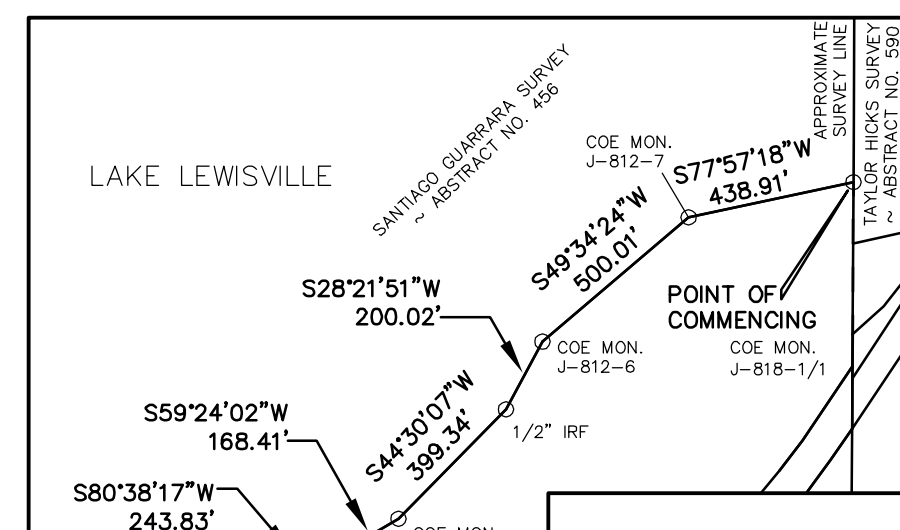 APPROXIMATE
SURVEY LINE
TAYLOR HICKS SURVEY
~ ABSTRACT NO. 590
SANTIAGO GUARRARA SURVEY
~ ABSTRACT NO. 456
LAKE LEWISVILLE
COE MON.
J-812-7
S77°57'18"W
438.91'
S49°34'24"W
500.01'
S28°21'51"W
200.02'
POINT OF
COMMENCING
COE MON.
J-818-1/1
COE MON.
J-812-6
S44°30'07"W
399.34'
1/2" IRF
S59°24'02"W
168.41'
S80°38'17"W
243.83'
COE MON.